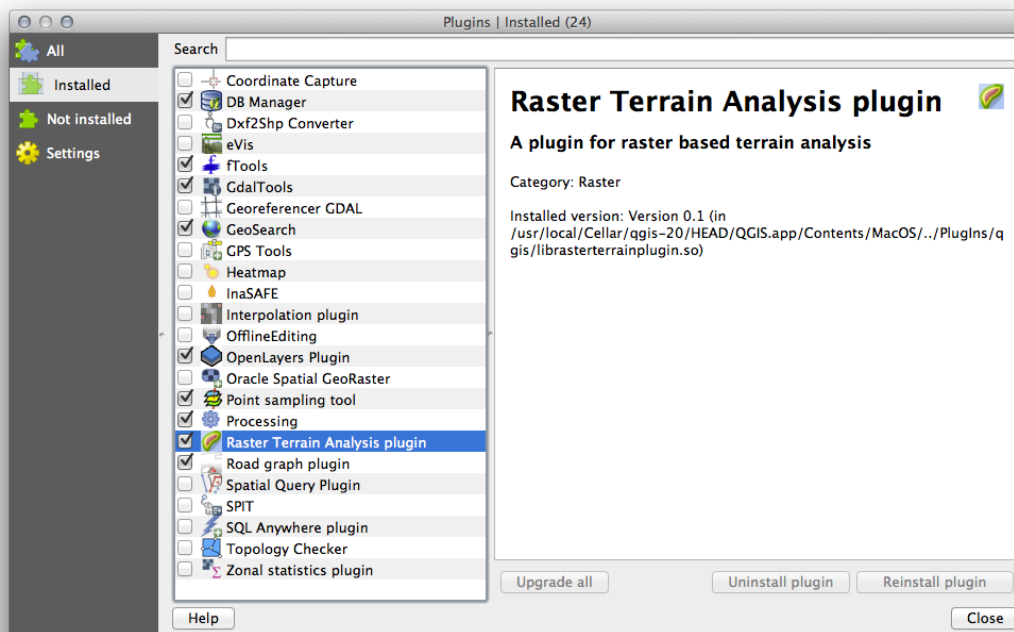 Plugins | Installed (24)
All
Installed
Not installed
Settings
Search
Coordinate Capture
DB Manager
Dxf2Shp Converter
eVis
fTools
GdalTools
Georeferencer GDAL
GeoSearch
GPS Tools
Heatmap
InaSAFE
Interpolation plugin
OfflineEditing
OpenLayers Plugin
Oracle Spatial GeoRaster
Point sampling tool
Processing
Raster Terrain Analysis plugin
Road graph plugin
Spatial Query Plugin
SPIT
SQL Anywhere plugin
Topology Checker
Zonal statistics plugin
Raster Terrain Analysis plugin
A plugin for raster based terrain analysis
Category: Raster
Installed version: Version 0.1 (in
/usr/local/Cellar/qgis-20/HEAD/QGIS.app/Contents/MacOS/../PlugIns/q
gis/librasterterrainplugin.so)
Upgrade all
Uninstall plugin
Reinstall plugin
Help
Close